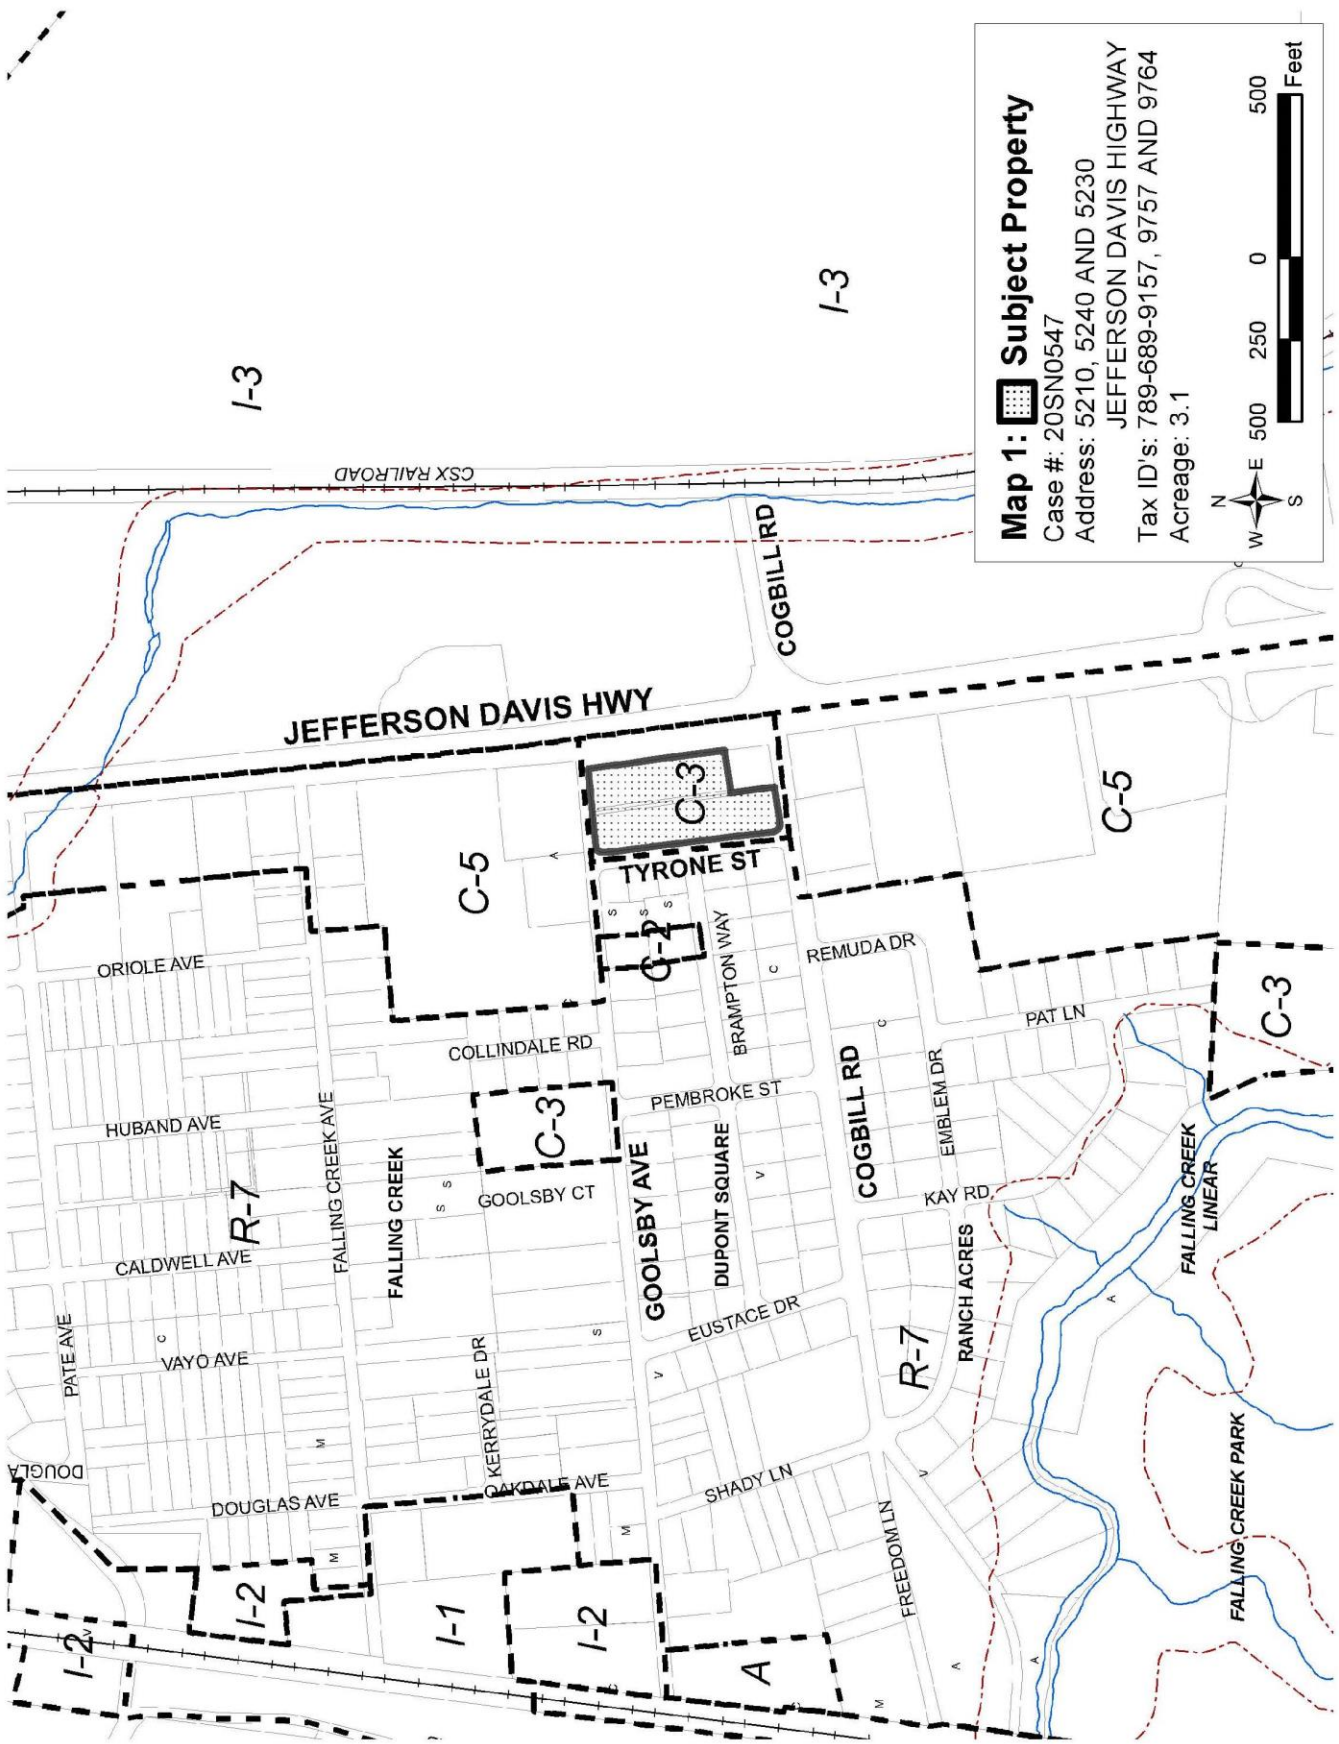 Map 1: Subject Property
Case #: 20SN0547
Address: 5210, 5240 AND 5230
JEFFERSON DAVIS HIGHWAY
Tax ID's: 789-689-9157, 9757 AND 9764
Acreage: 3.1
N
W
E
S
500
250
0
500
Feet
I-3
I-3
CSX RAILROAD
COGBILL RD
JEFFERSON DAVIS HWY
C-3
TYRONE ST
C-5
A
C-5
S
S
S
C-2
BRAMPTON WAY
C
REMUDA DR
ORIOLE AVE
COLLINDALE RD
C
PAT LN
C-3
HUBAND AVE
FALLING CREEK AVE
C-3
PEMBROKE ST
COGBILL RD
EMBLEM DR
R-7
FALLING CREEK
S
S
GOOLSBY CT
GOOLSBY AVE
DUPONT SQUARE
V
KAY RD
FALLING CREEK
LINEAR
CALDWELL AVE
EUSTACE DR
RANCH ACRES
A
PATE AVE
C
VAYO AVE
KERRYDALE DR
S
V
R-7
DOUGLA
DOUGLAS AVE
M
OAKDALE AVE
SHADY LN
V
FALLING CREEK PARK
M
M
FREEDOM LN
I-2
I-2
V
I-1
I-2
A
C
C
M
A
A